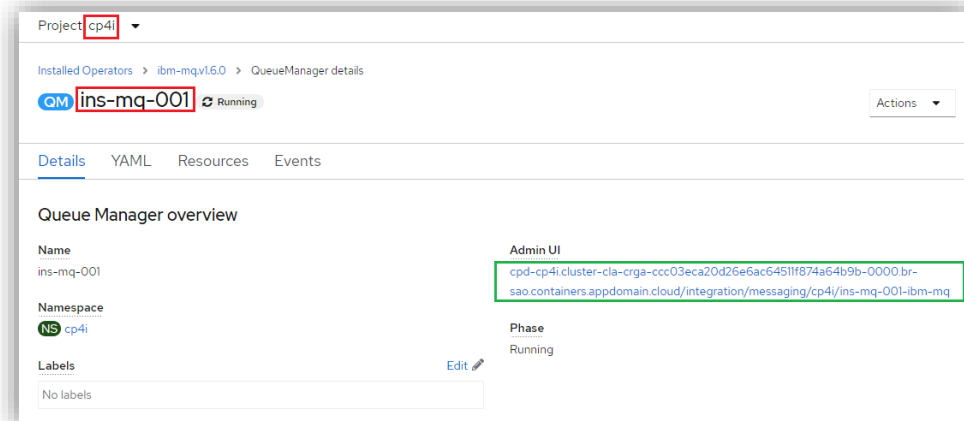 Project: cp4i
Installed Operators > ibm-mq.v1.6.0 > QueueManager details
QM ins-mq-001 Running
Actions
Details YAML Resources Events
Queue Manager overview
Name
ins-mq-001
Namespace
NS cp4i
Labels
Edit
No labels
Admin UI
cpd-cp4i.cluster-cla-crga-ccc03eca20d26e6ac64511f874a64b9b-0000.br-
sao.containers.appdomain.cloud/integration/messaging/cp4i/ins-mq-001-ibm-mq
Phase
Running